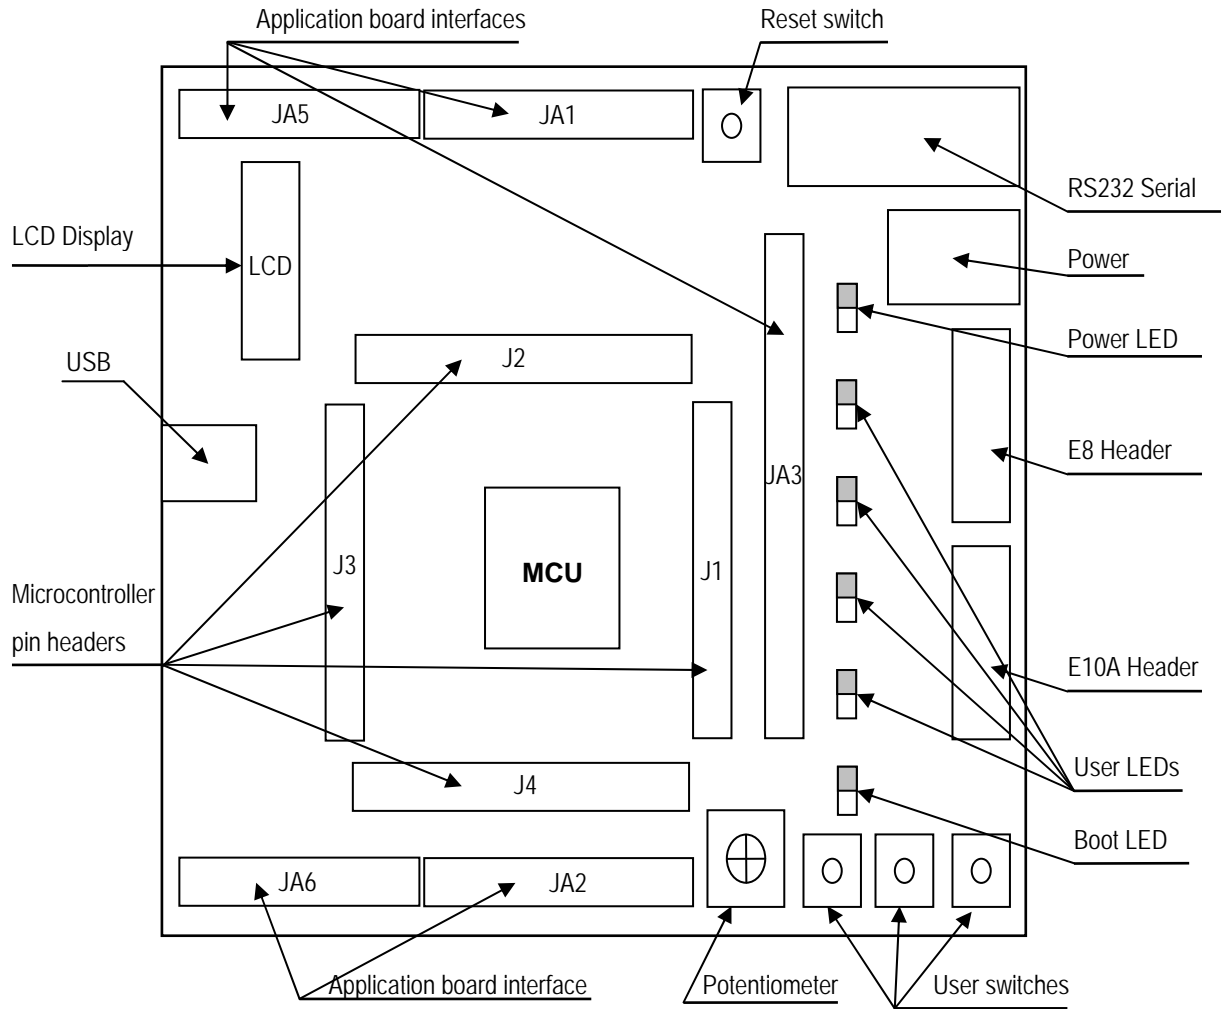 Application board interfaces
Reset switch
JA5
JA1
RS232 Serial
LCD Display
LCD
Power
Power LED
USB
J2
E8 Header
JA3
J3
MCU
J1
Microcontroller
pin headers
E10A Header
User LEDs
J4
Boot LED
JA6
JA2
Application board interface
Potentiometer
User switches